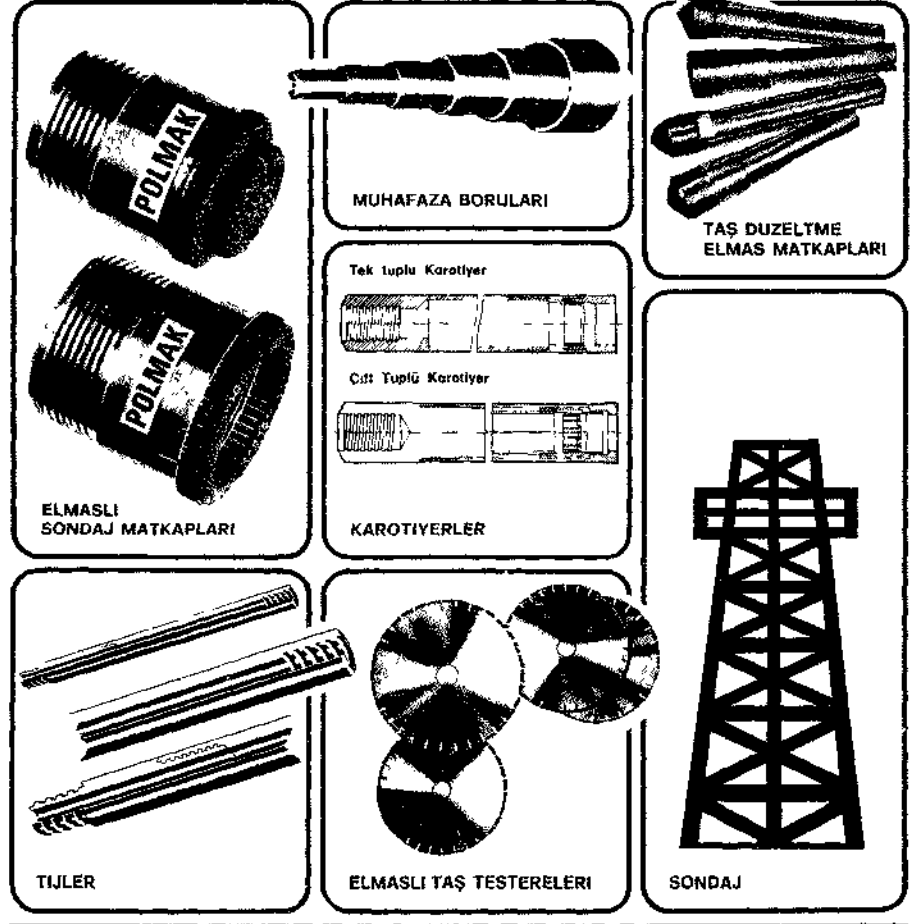 POLMAK
POLMAK
ELMASLI
SONDAJ MATKAPLARI
MUHAFAZA BORULARI
TAŞ DUZELTME
ELMAS MATKAPLARI
Tek tuplu Karotiyer
Çift Tuplü Karotiyer
KAROTIYERLER
TIJLER
ELMASLI TAŞ TESTERELERI
SONDAJ